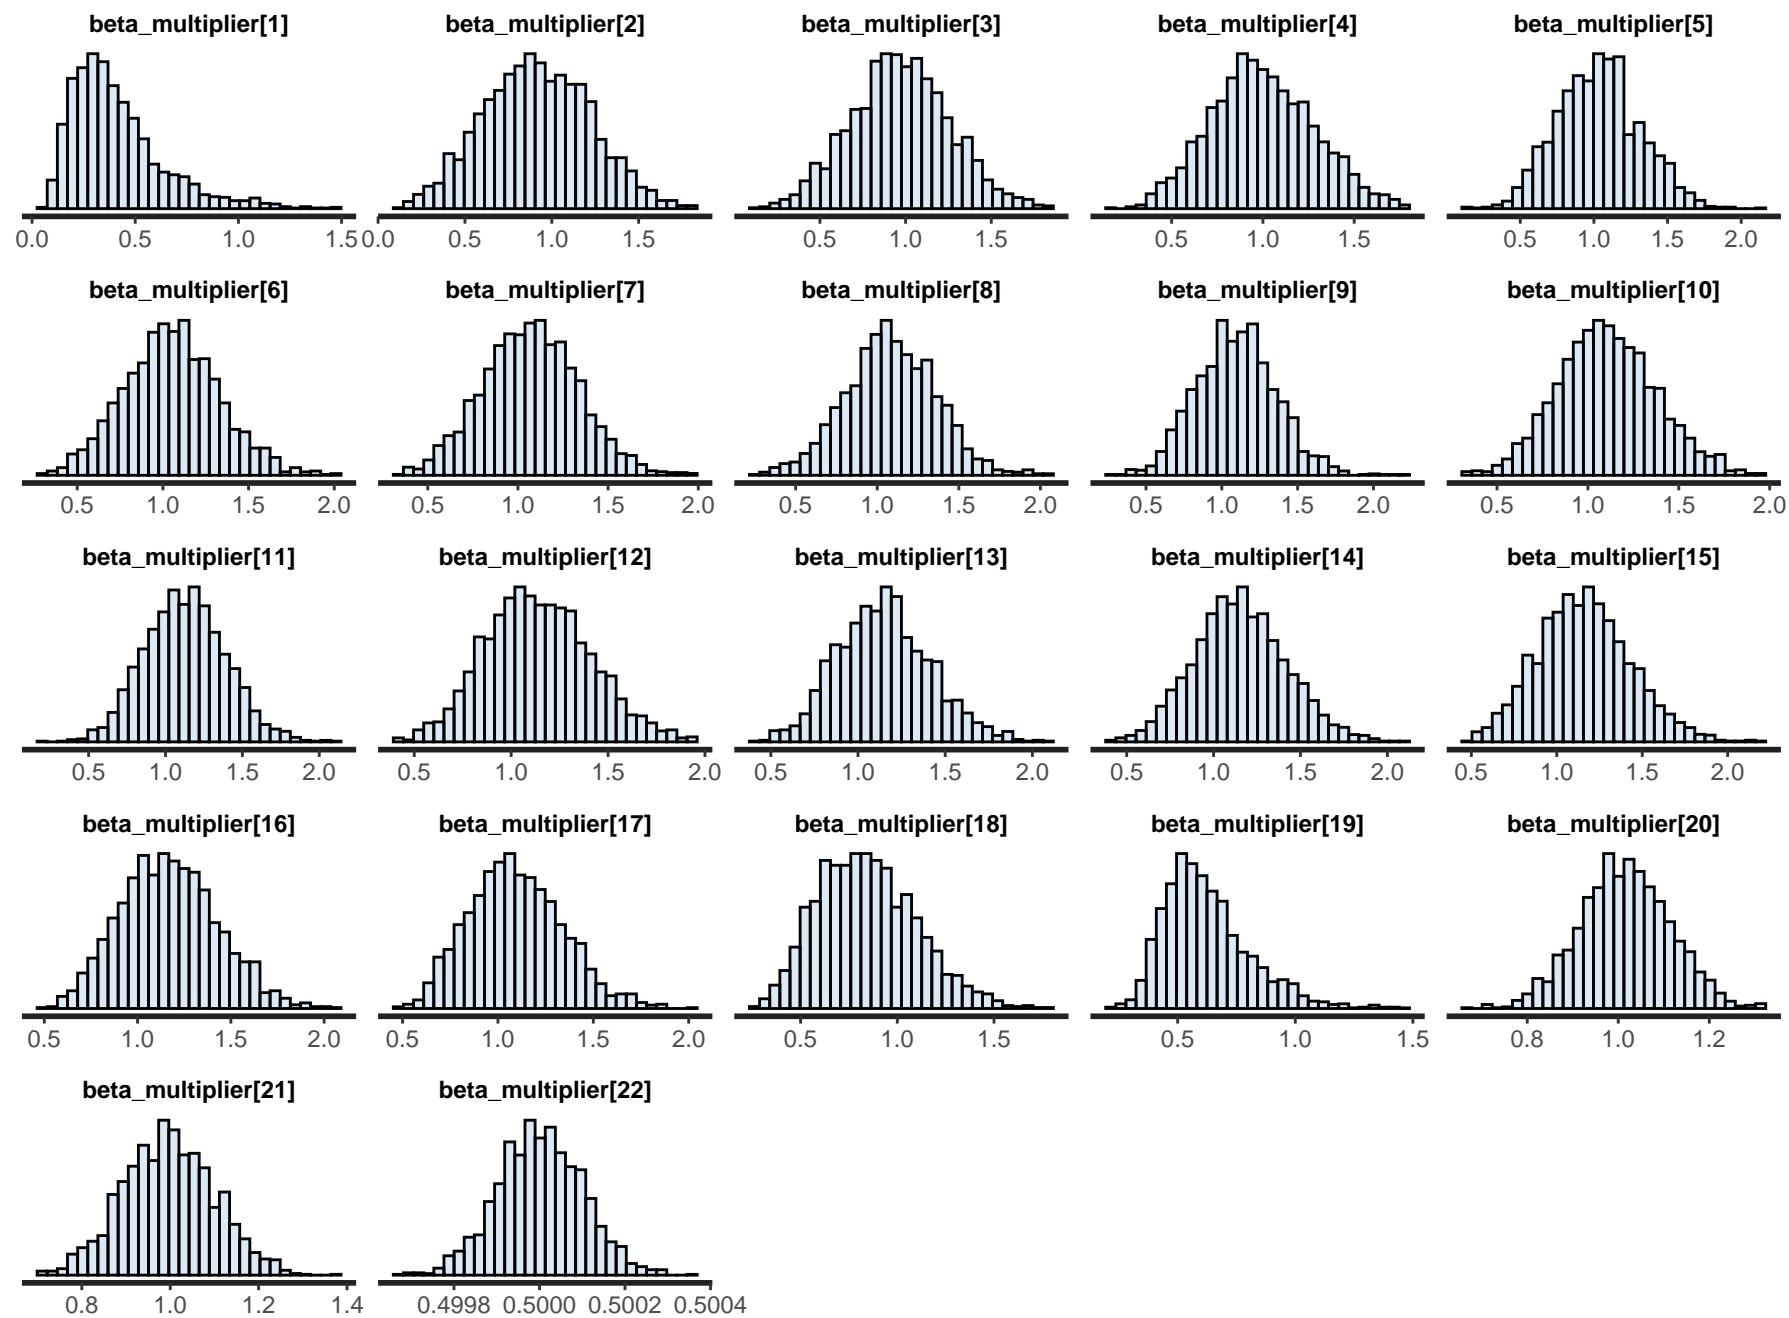 beta_multiplier[1] beta_multiplier[2] beta_multiplier[3] beta_multiplier[4] beta_multiplier[5]
0.0 0.5 1.0 1.5 0.0 0.5 1.0 1.5 0.5 1.0 1.5 0.5 1.0 1.5 0.5 1.0 1.5 2.0
beta_multiplier[6] beta_multiplier[7] beta_multiplier[8] beta_multiplier[9] beta_multiplier[10]
0.5 1.0 1.5 2.0 0.5 1.0 1.5 2.0 0.5 1.0 1.5 2.0 0.5 1.0 1.5 2.0 0.5 1.0 1.5 2.0
beta_multiplier[11] beta_multiplier[12] beta_multiplier[13] beta_multiplier[14] beta_multiplier[15]
0.5 1.0 1.5 2.0 0.5 1.0 1.5 2.0 0.5 1.0 1.5 2.0 0.5 1.0 1.5 2.0 0.5 1.0 1.5 2.0
beta_multiplier[16] beta_multiplier[17] beta_multiplier[18] beta_multiplier[19] beta_multiplier[20]
0.5 1.0 1.5 2.0 0.5 1.0 1.5 2.0 0.5 1.0 1.5 0.5 1.0 1.5 0.8 1.0 1.2
beta_multiplier[21] beta_multiplier[22]
0.8 1.0 1.2 1.4 0.4998 0.5000 0.5002 0.5004